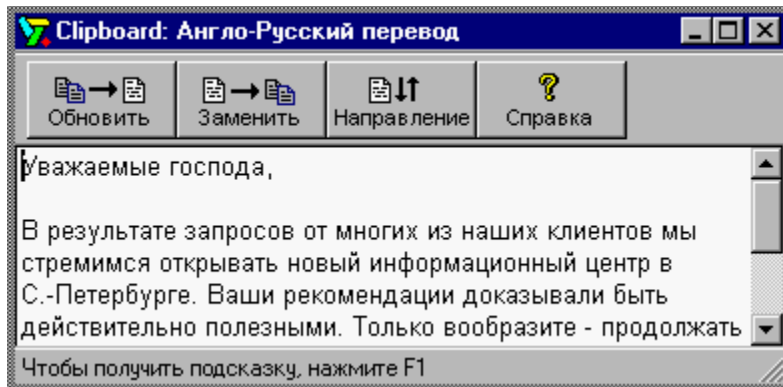 Clipboard: Англо-Русский перевод
Обновить Заменить Направление Справка
Уважаемые господа,
В результате запросов от многих из наших клиентов мы
стремимся открывать новый информационный центр в
С.-Петербурге. Ваши рекомендации доказывали быть
действительно полезными. Только вообразите - продолжать
Чтобы получить подсказку, нажмите F1